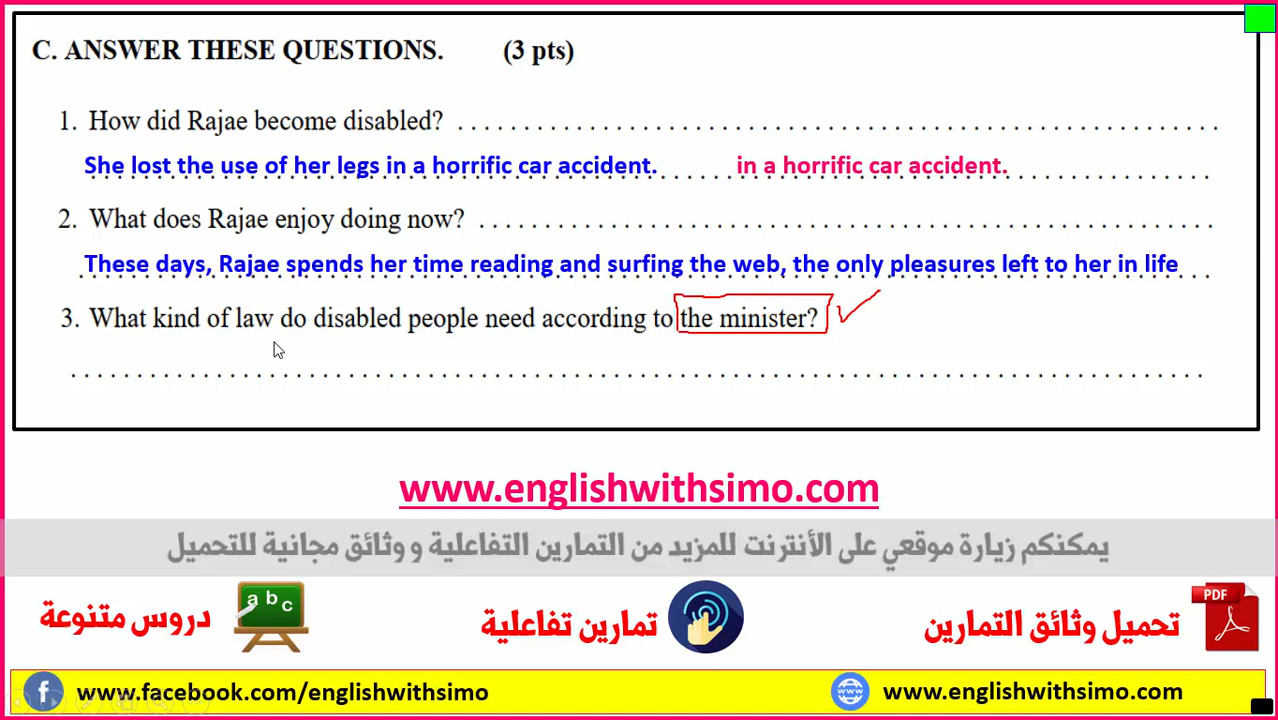 C. ANSWER THESE QUESTIONS. (3 pts)
1. How did Rajae become disabled? ................................................
She lost the use of her legs in a horrific car accident. in a horrific car accident.
2. What does Rajae enjoy doing now? ................................................
These days, Rajae spends her time reading and surfing the web, the only pleasures left to her in life
3. What kind of law do disabled people need according to the minister?
................................................................................
www.englishwithsimo.com
يمكنكم زيارة موقعي على الأنترنت للمزيد من التمارين التفاعلية و وثائق مجانية للتحميل
تحميل وثائق التمارين PDF
تمارين تفاعلية
دروس متنوعة a b c
www.facebook.com/englishwithsimo www.englishwithsimo.com